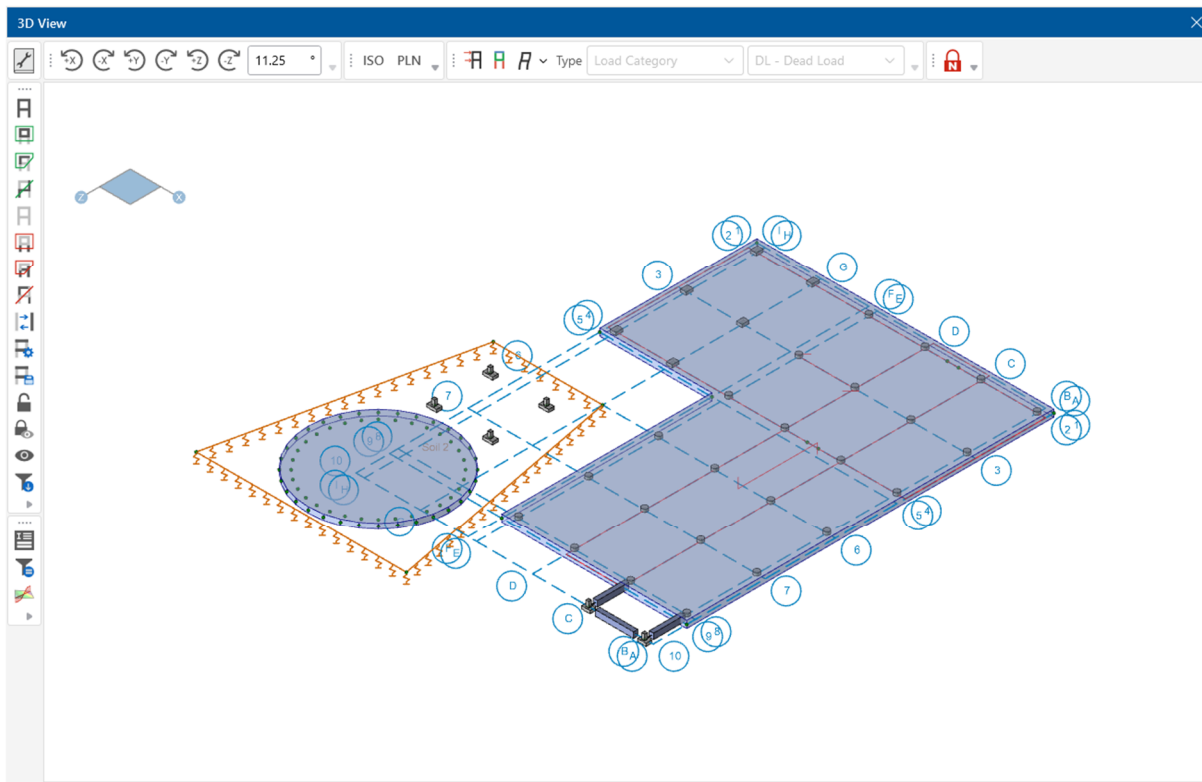 3D View
+X -X +Y -Y +Z -Z 11.25 ° ISO PLN Type Load Category DL - Dead Load N
Z X
2 1 I H
3 G
5 4 F E
6 D
7 C
9 8 Soil 2 B A
10 2 1
I H 3
5 4
F E 6
D 7
C
B A 10 9 8